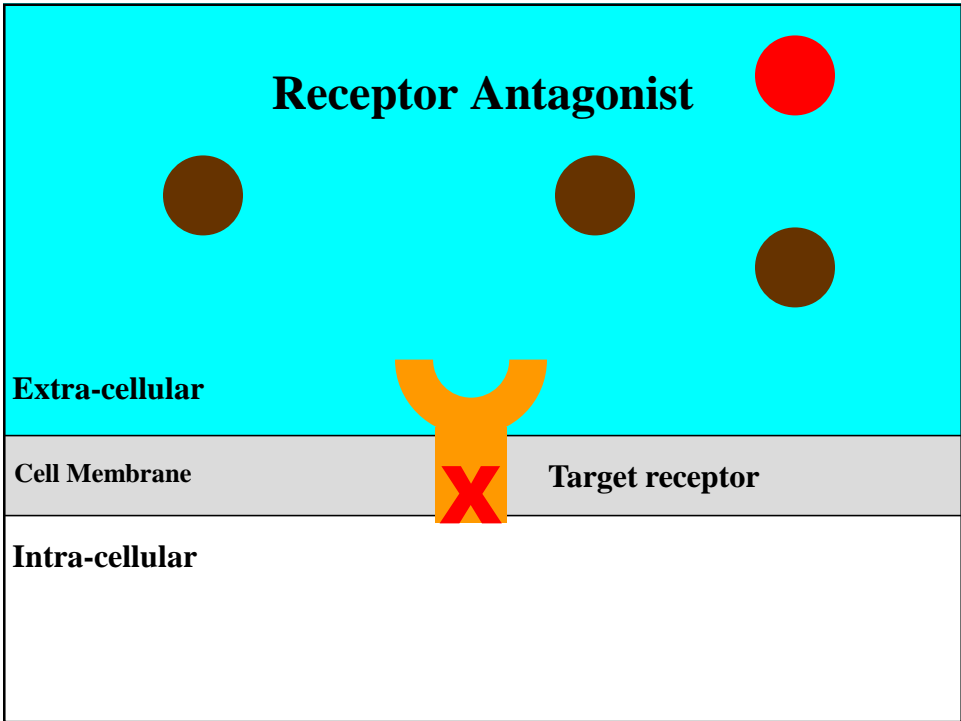 Receptor Antagonist
Extra-cellular
Cell Membrane
Target receptor
X
Intra-cellular